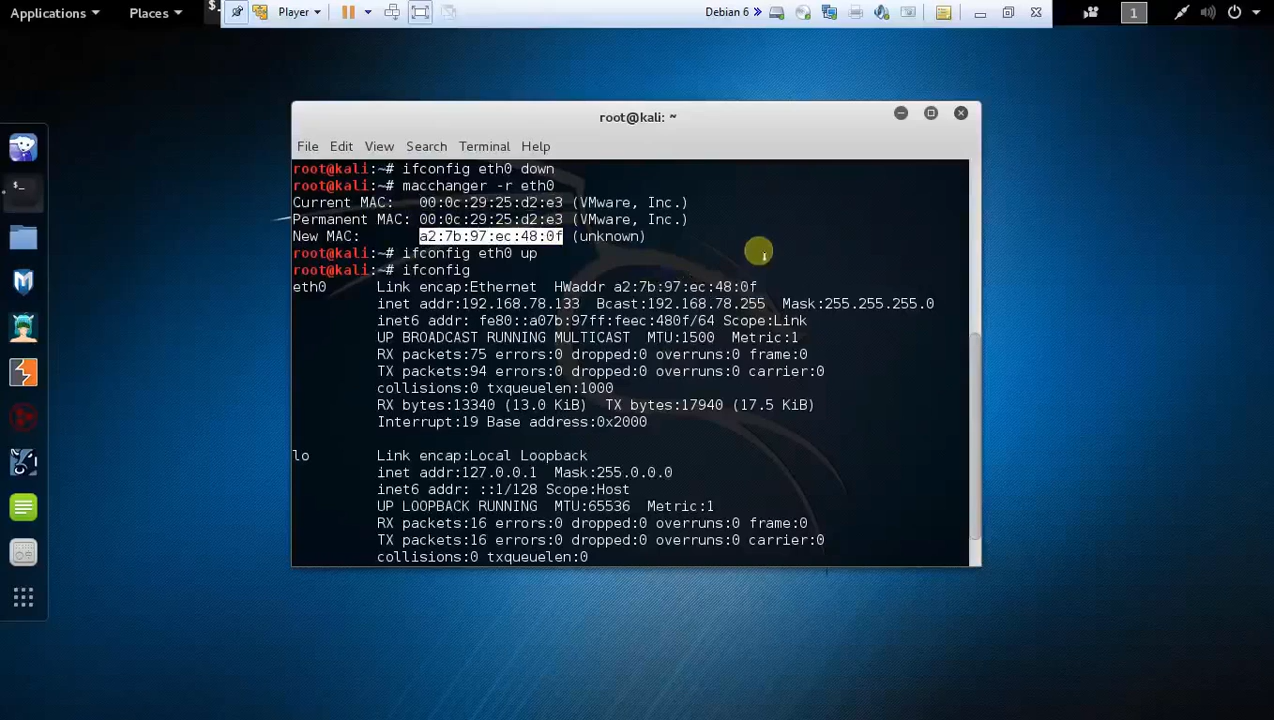 Applications Places $_ Player Debian 6 1
root@kali: ~
File Edit View Search Terminal Help
root@kali:~# ifconfig eth0 down
root@kali:~# macchanger -r eth0
Current MAC:   00:0c:29:25:d2:e3 (VMware, Inc.)
Permanent MAC: 00:0c:29:25:d2:e3 (VMware, Inc.)
New MAC:       a2:7b:97:ec:48:0f (unknown)
root@kali:~# ifconfig eth0 up
root@kali:~# ifconfig
eth0      Link encap:Ethernet  HWaddr a2:7b:97:ec:48:0f
          inet addr:192.168.78.133  Bcast:192.168.78.255  Mask:255.255.255.0
          inet6 addr: fe80::a07b:97ff:feec:480f/64 Scope:Link
          UP BROADCAST RUNNING MULTICAST  MTU:1500  Metric:1
          RX packets:75 errors:0 dropped:0 overruns:0 frame:0
          TX packets:94 errors:0 dropped:0 overruns:0 carrier:0
          collisions:0 txqueuelen:1000
          RX bytes:13340 (13.0 KiB)  TX bytes:17940 (17.5 KiB)
          Interrupt:19 Base address:0x2000
lo        Link encap:Local Loopback
          inet addr:127.0.0.1  Mask:255.0.0.0
          inet6 addr: ::1/128 Scope:Host
          UP LOOPBACK RUNNING  MTU:65536  Metric:1
          RX packets:16 errors:0 dropped:0 overruns:0 frame:0
          TX packets:16 errors:0 dropped:0 overruns:0 carrier:0
          collisions:0 txqueuelen:0